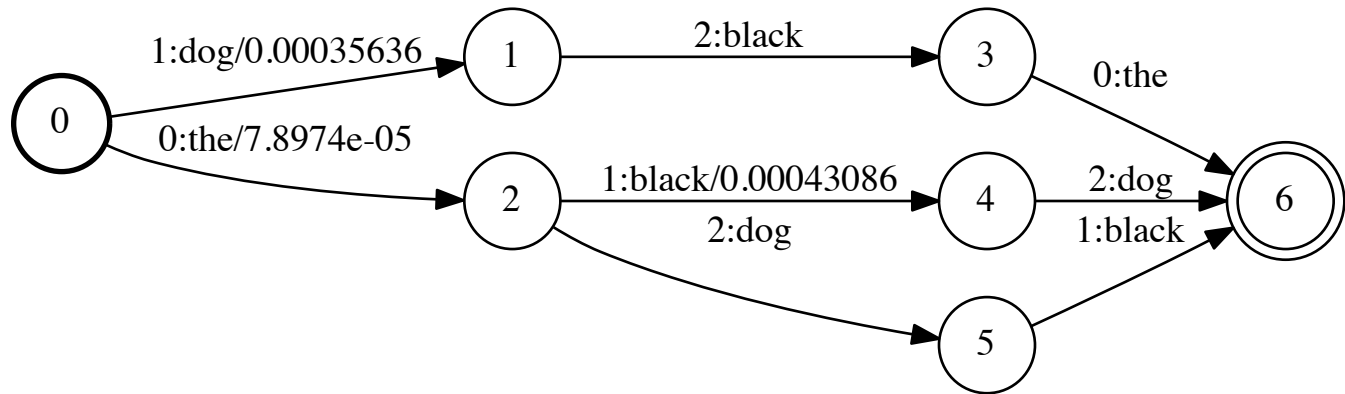 1:dog/0.00035636
1
2:black
3
0:the
0
0:the/7.8974e-05
2
1:black/0.00043086
4
2:dog
6
2:dog
1:black
5